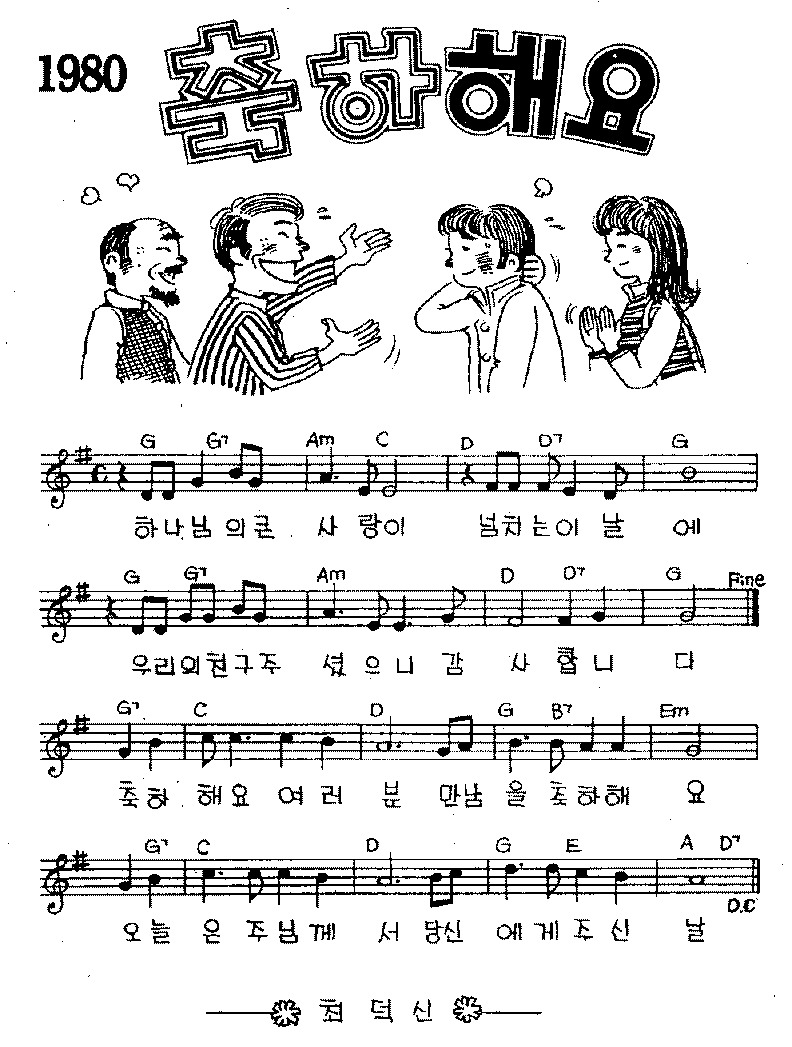 1980 축하해요
G G7 Am C D D7 G
하나님의큰 사 랑이 넘치는이 날 에
G G7 Am D D7 G Fine
우리의친구주 셨으니 감 사 합니 다
G7 C D G B7 Em
축하 해요 여러 분 만남을 축하해 요
G7 C D G E A D7
오늘 은 주님께 서 당신 에게 주신 날
D.C
덕 신